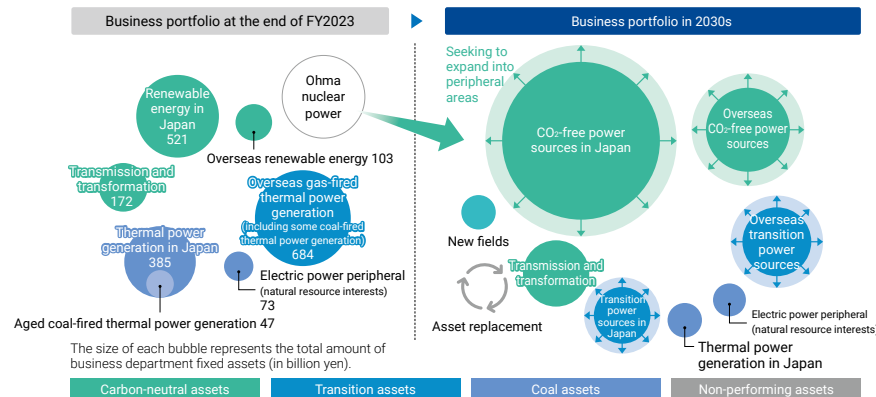 Business portfolio at the end of FY2023
Business portfolio in 2030s
Renewable
energy in
Japan
521
Ohma
nuclear
power
Overseas renewable energy 103
Transmission and
transformation
172
Overseas gas-fired
thermal power
generation
(including some coal-fired
thermal power generation)
684
Thermal power
generation in Japan
385
Electric power peripheral
(natural resource interests)
73
Aged coal-fired thermal power generation 47
The size of each bubble represents the total amount of
business department fixed assets (in billion yen).
Seeking to
expand into
peripheral
areas
CO₂-free power
sources in Japan
Overseas
CO₂-free power
sources
New fields
Transmission and
transformation
Asset replacement
Overseas
transition
power
sources
Transition
power
sources in
Japan
Electric power peripheral
(natural resource interests)
Thermal power
generation in Japan
Carbon-neutral assets
Transition assets
Coal assets
Non-performing assets